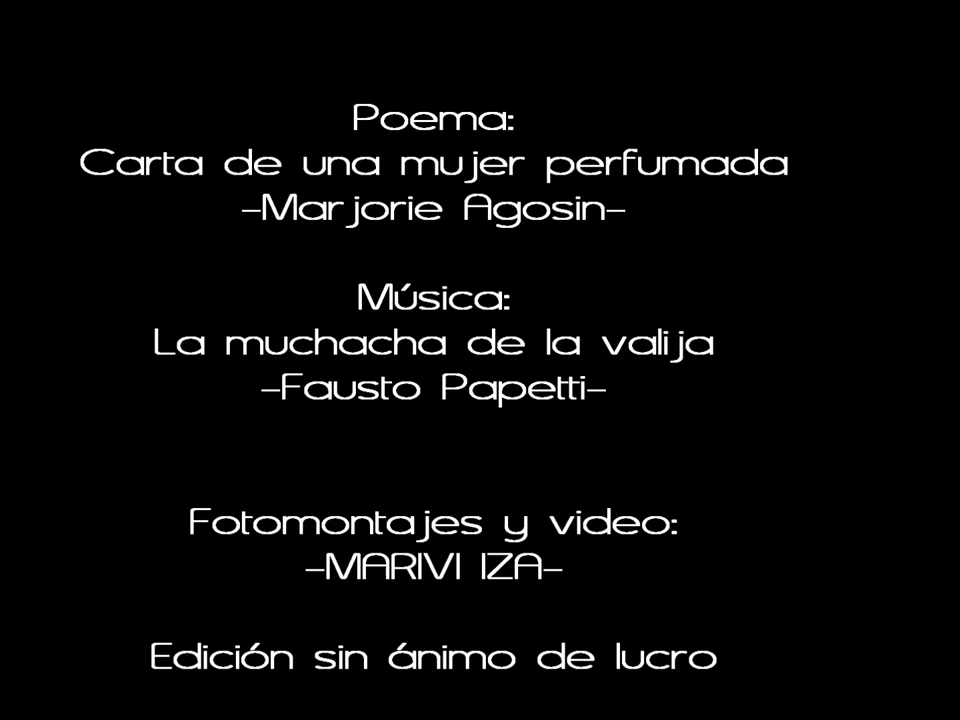 Poema:
Carta de una mujer perfumada
-Marjorie Agosin-
Música:
La muchacha de la valija
-Fausto Papetti-
Fotomontajes y video:
-MARIVI IZA-
Edición sin ánimo de lucro